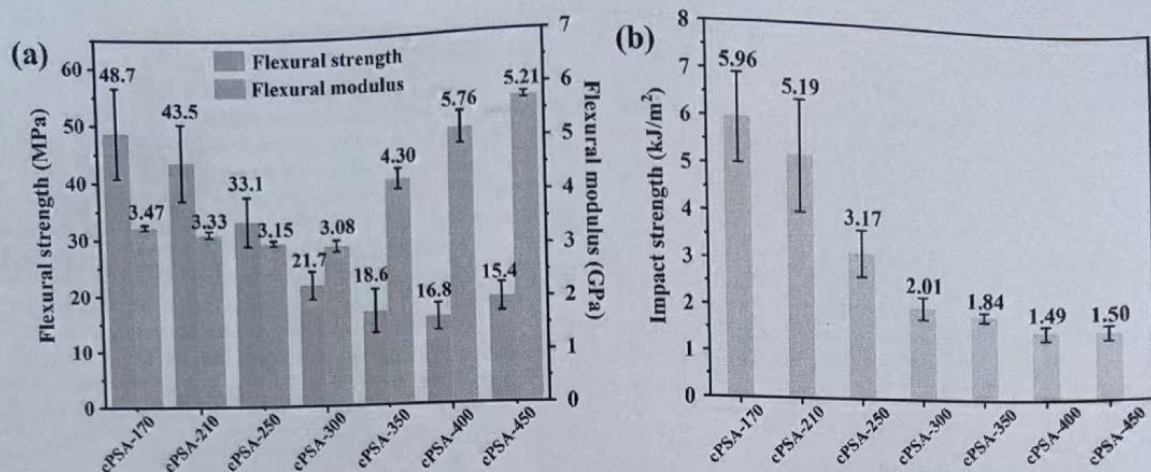 (a)
Flexural strength
Flexural modulus
Flexural strength (MPa)
60
50
40
30
20
10
0
48.7
3.47
43.5
3.33
33.1
3.15
21.7
3.08
18.6
4.30
16.8
5.76
15.4
5.21
7
6
5
4
3
2
1
0
Flexural modulus (GPa)
cPSA-170
cPSA-210
cPSA-250
cPSA-300
cPSA-350
cPSA-400
cPSA-450
(b)
Impact strength (kJ/m²)
8
7
6
5
4
3
2
1
0
5.96
5.19
3.17
2.01
1.84
1.49
1.50
cPSA-170
cPSA-210
cPSA-250
cPSA-300
cPSA-350
cPSA-400
cPSA-450